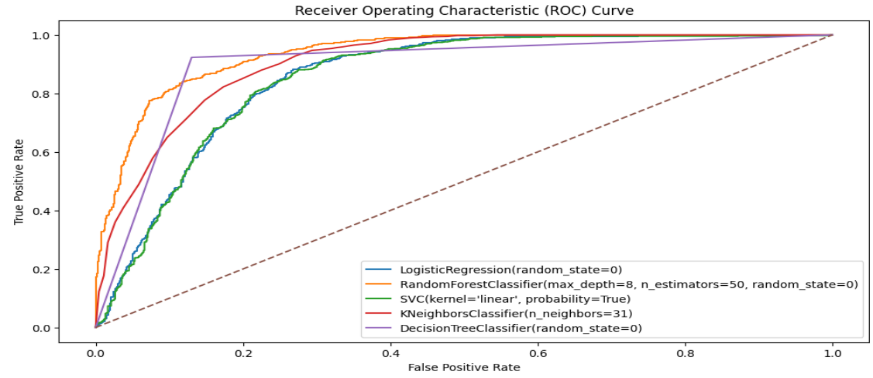 Receiver Operating Characteristic (ROC) Curve
1.0
0.8
0.6
0.4
0.2
0.0
True Positive Rate
LogisticRegression(random_state=0)
RandomForestClassifier(max_depth=8, n_estimators=50, random_state=0)
SVC(kernel='linear', probability=True)
KNeighborsClassifier(n_neighbors=31)
DecisionTreeClassifier(random_state=0)
0.0 0.2 0.4 0.6 0.8 1.0
False Positive Rate